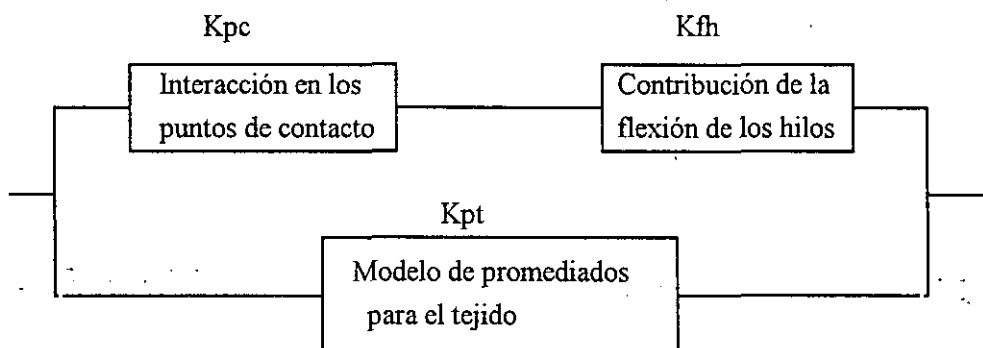 Kpc
Kfh
Interacción en los
puntos de contacto
Contribución de la
flexión de los hilos
Kpt
Modelo de promediados
para el tejido